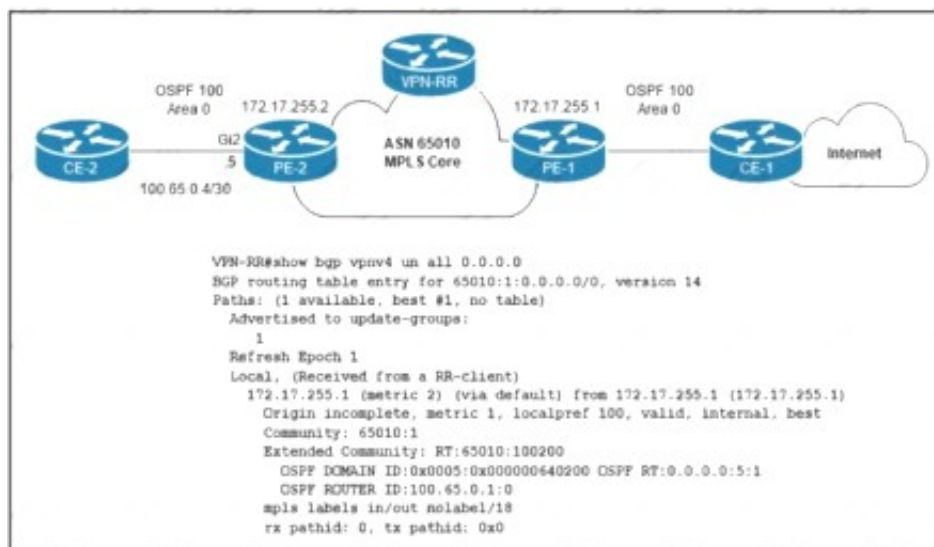 VPN-RR
OSPF 100
Area 0
172.17.255.2
172.17.255.1
OSPF 100
Area 0
Gi2
.5
ASN 65010
MPLS Core
Internet
CE-2
PE-2
PE-1
CE-1
100.65.0.4/30
VPN-RR#show bgp vpnv4 un all 0.0.0.0
BGP routing table entry for 65010:1:0.0.0.0/0, version 14
Paths: (1 available, best #1, no table)
Advertised to update-groups:
1
Refresh Epoch 1
Local, (Received from a RR-client)
172.17.255.1 (metric 2) (via default) from 172.17.255.1 (172.17.255.1)
Origin incomplete, metric 1, localpref 100, valid, internal, best
Community: 65010:1
Extended Community: RT:65010:100200
OSPF DOMAIN ID:0x0005:0x000000640200 OSPF RT:0.0.0.0:5:1
OSPF ROUTER ID:100.65.0.1:0
mpls labels in/out nolabel/18
rx pathid: 0, tx pathid: 0x0